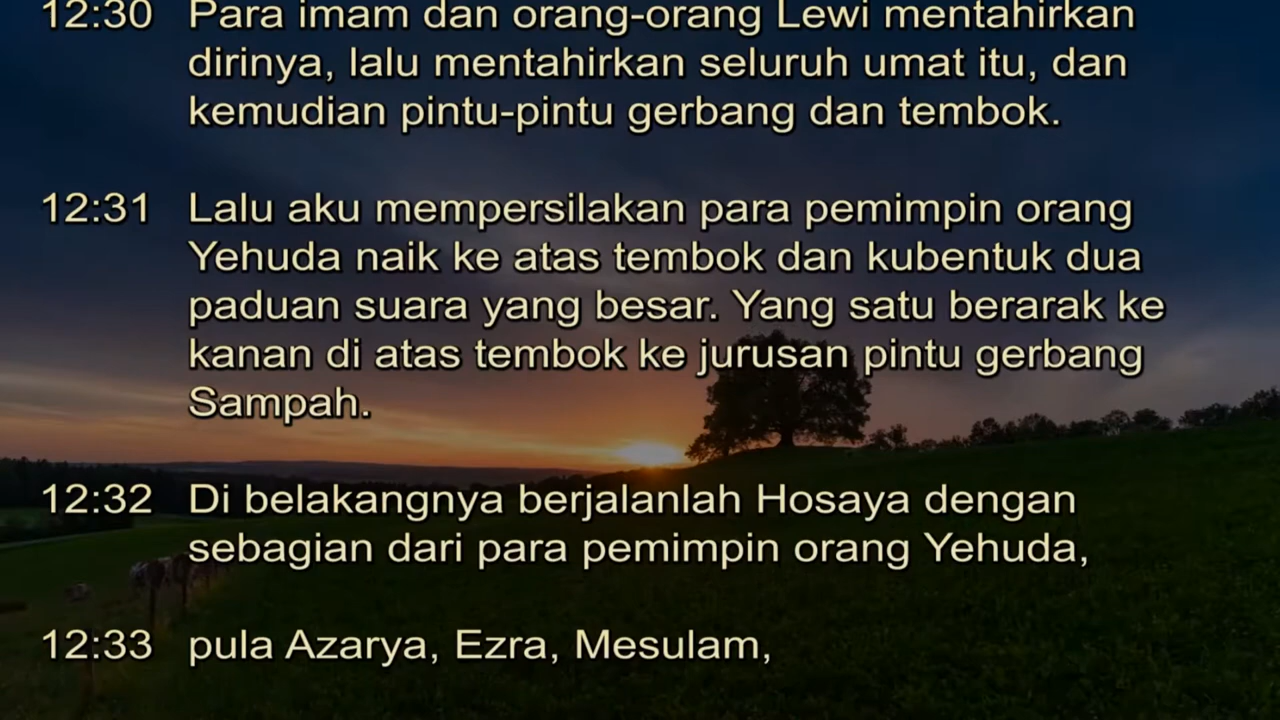 12:30 Para imam dan orang-orang Lewi mentahirkan
dirinya, lalu mentahirkan seluruh umat itu, dan
kemudian pintu-pintu gerbang dan tembok.
12:31 Lalu aku mempersilakan para pemimpin orang
Yehuda naik ke atas tembok dan kubentuk dua
paduan suara yang besar. Yang satu berarak ke
kanan di atas tembok ke jurusan pintu gerbang
Sampah.
12:32 Di belakangnya berjalanlah Hosaya dengan
sebagian dari para pemimpin orang Yehuda,
12:33 pula Azarya, Ezra, Mesulam,